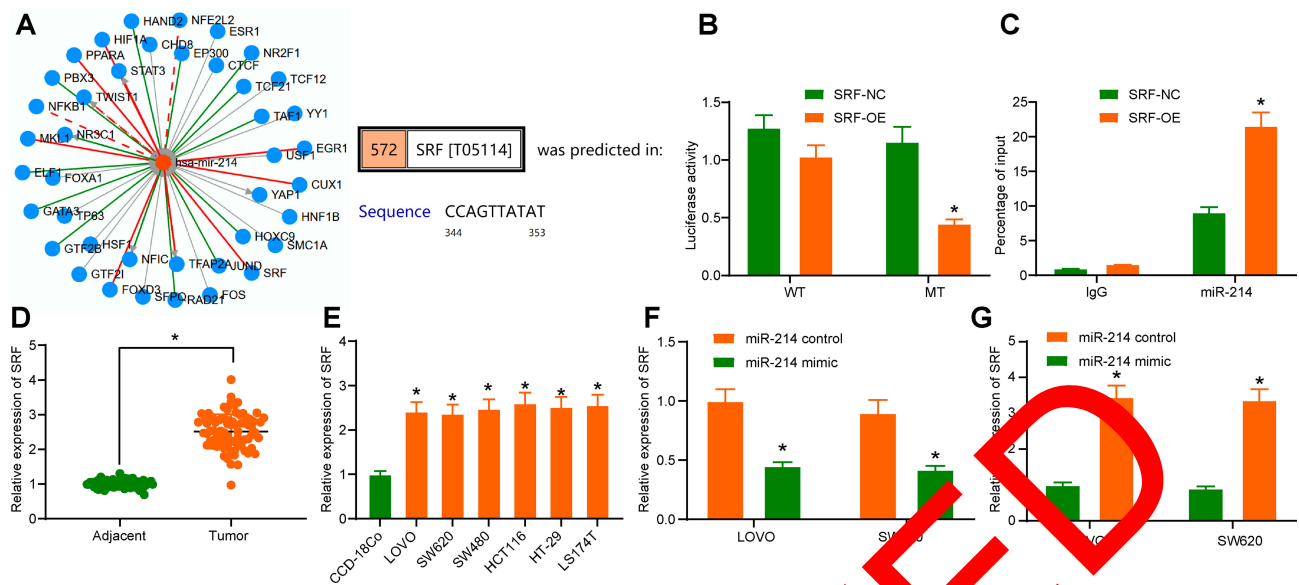 A
HAND2
NFE2L2
ESR1
HIF1A
CHD8
EP300
NR2F1
PPARA
CTCF
STAT3
TCF12
PBX3
TCF21
TWIST1
NFKB1
TAF1
YY1
MKL1
NR3C1
EGR1
USF1
hsa-mir-214
ELF1
FOXA1
CUX1
YAP1
GATA3
TP63
HNF1B
HOXC9
HSF1
SMC1A
GTF2B
NFIC
TFAP2A
JUND
GTF2I
SRF
FOXD3
SFPQ
RAD21
FOS
572 SRF [T05114] was predicted in:
Sequence CCAGTTATAT
344 353
B
SRF-NC
SRF-OE
Luciferase activity
1.5
1.0
0.5
0.0
*
WT MT
C
SRF-NC
SRF-OE
Percentage of input
25
20
15
10
5
0
*
IgG miR-214
D
Relative expression of SRF
5
4
3
2
1
0
*
Adjacent Tumor
E
Relative expression of SRF
4
3
2
1
0
* * * * * *
CCD-18Co
LOVO
SW620
SW480
HCT116
HT-29
LS174T
F
miR-214 control
miR-214 mimic
Relative expression of SRF
1.5
1.0
0.5
0.0
* *
LOVO
G
miR-214 control
miR-214 mimic
Relative expression of SRF
5
4
3
2
1
0
* *
SW620